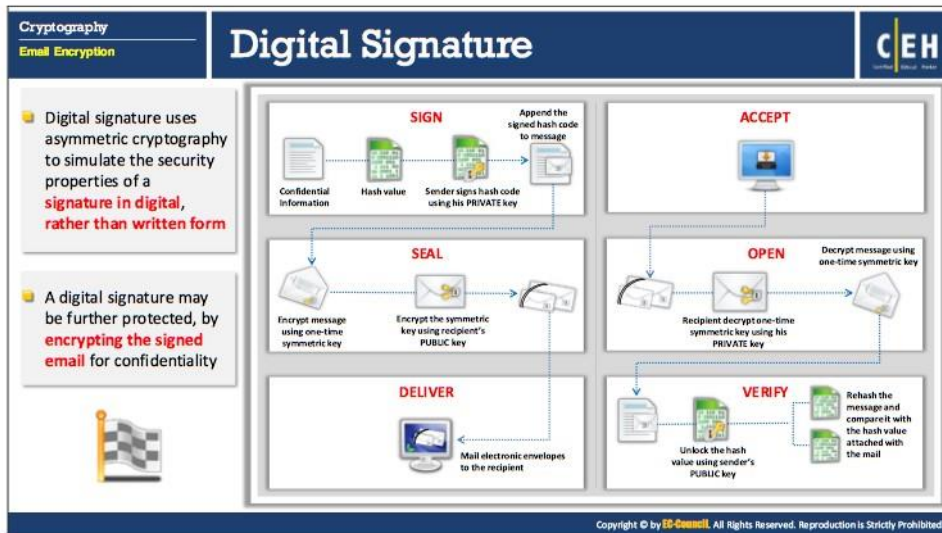 Cryptography
Email Encryption
Digital Signature
C|EH
Digital signature uses
asymmetric cryptography
to simulate the security
properties of a
signature in digital,
rather than written form
A digital signature may
be further protected, by
encrypting the signed
email for confidentiality
SIGN
Append the
signed hash code
to message
Confidential
Information
Hash value
Sender signs hash code
using his PRIVATE key
SEAL
Encrypt message
using one-time
symmetric key
Encrypt the symmetric
key using recipient's
PUBLIC key
DELIVER
Mail electronic envelopes
to the recipient
ACCEPT
OPEN
Decrypt message using
one-time symmetric key
Recipient decrypt one-time
symmetric key using his
PRIVATE key
VERIFY
Unlock the hash
value using sender's
PUBLIC key
Rehash the
message and
compare it with
the hash value
attached with
the mail
Copyright © by EC-Council. All Rights Reserved. Reproduction is Strictly Prohibited.